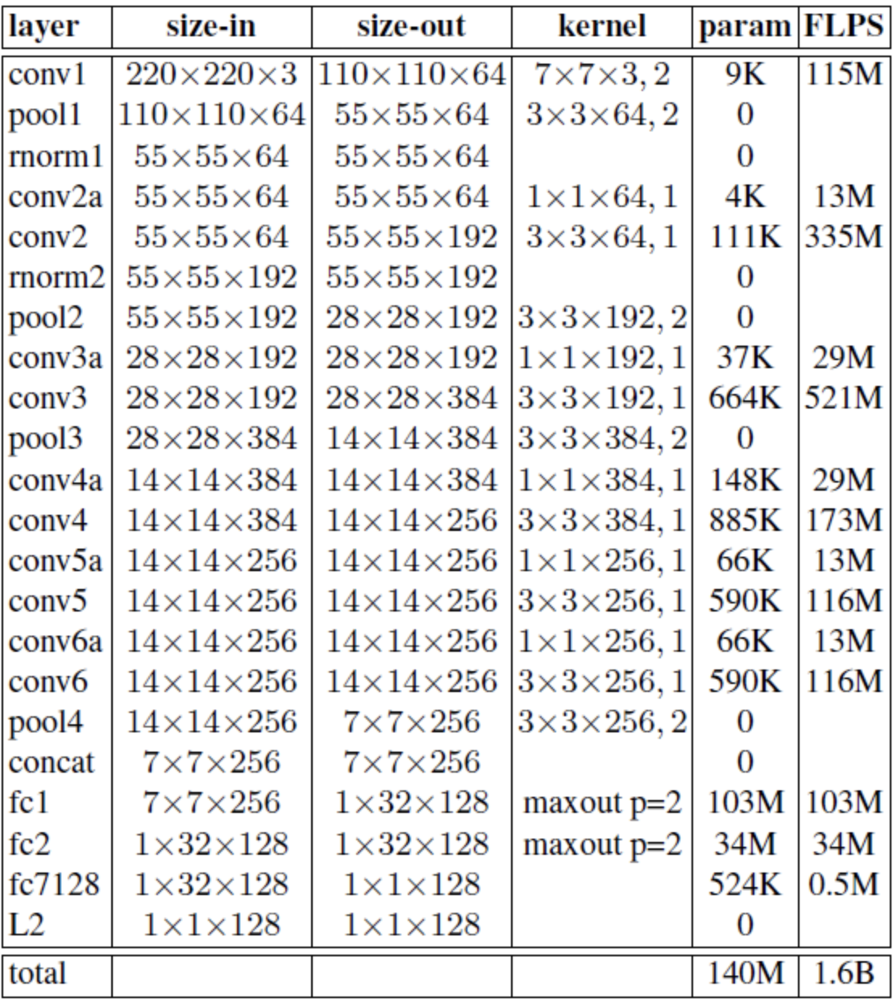 layer size-in size-out kernel param FLPS
conv1 220×220×3 110×110×64 7×7×3, 2 9K 115M
pool1 110×110×64 55×55×64 3×3×64, 2 0
rnorm1 55×55×64 55×55×64 0
conv2a 55×55×64 55×55×64 1×1×64, 1 4K 13M
conv2 55×55×64 55×55×192 3×3×64, 1 111K 335M
rnorm2 55×55×192 55×55×192 0
pool2 55×55×192 28×28×192 3×3×192, 2 0
conv3a 28×28×192 28×28×192 1×1×192, 1 37K 29M
conv3 28×28×192 28×28×384 3×3×192, 1 664K 521M
pool3 28×28×384 14×14×384 3×3×384, 2 0
conv4a 14×14×384 14×14×384 1×1×384, 1 148K 29M
conv4 14×14×384 14×14×256 3×3×384, 1 885K 173M
conv5a 14×14×256 14×14×256 1×1×256, 1 66K 13M
conv5 14×14×256 14×14×256 3×3×256, 1 590K 116M
conv6a 14×14×256 14×14×256 1×1×256, 1 66K 13M
conv6 14×14×256 14×14×256 3×3×256, 1 590K 116M
pool4 14×14×256 7×7×256 3×3×256, 2 0
concat 7×7×256 7×7×256 0
fc1 7×7×256 1×32×128 maxout p=2 103M 103M
fc2 1×32×128 1×32×128 maxout p=2 34M 34M
fc7128 1×32×128 1×1×128 524K 0.5M
L2 1×1×128 1×1×128 0
total 140M 1.6B